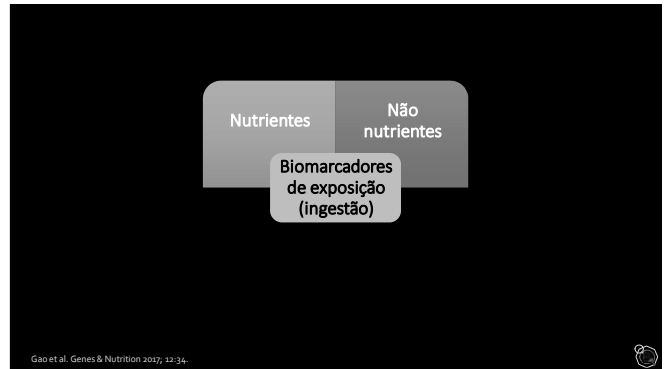 Nutrientes
Não
nutrientes
Biomarcadores
de exposição
(ingestão)
Gao et al. Genes & Nutrition 2017; 12:34.